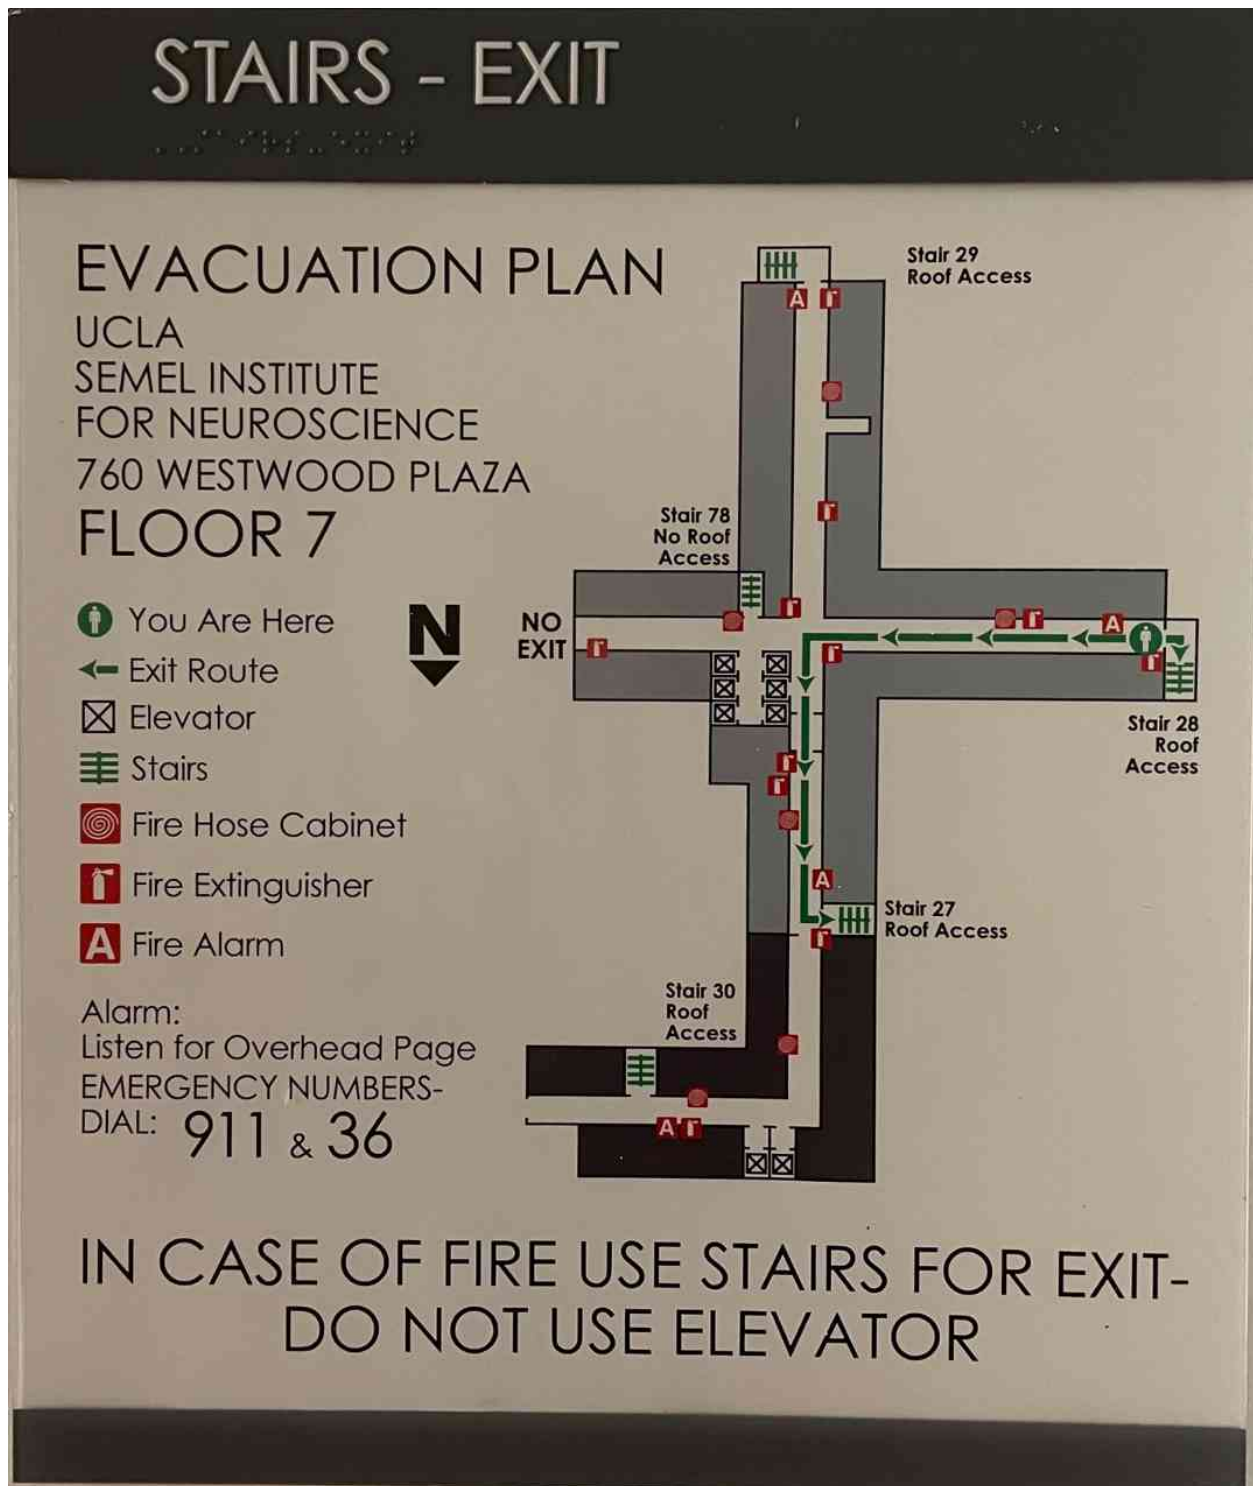 STAIRS - EXIT
EVACUATION PLAN
UCLA
SEMEL INSTITUTE
FOR NEUROSCIENCE
760 WESTWOOD PLAZA
FLOOR 7
You Are Here
Exit Route
Elevator
Stairs
Fire Hose Cabinet
Fire Extinguisher
A Fire Alarm
N
Alarm:
Listen for Overhead Page
EMERGENCY NUMBERS-
DIAL: 911 & 36
Stair 29
Roof Access
A
Stair 78
No Roof
Access
NO
EXIT
A
Stair 28
Roof
Access
A
Stair 27
Roof Access
Stair 30
Roof
Access
A
IN CASE OF FIRE USE STAIRS FOR EXIT-
DO NOT USE ELEVATOR